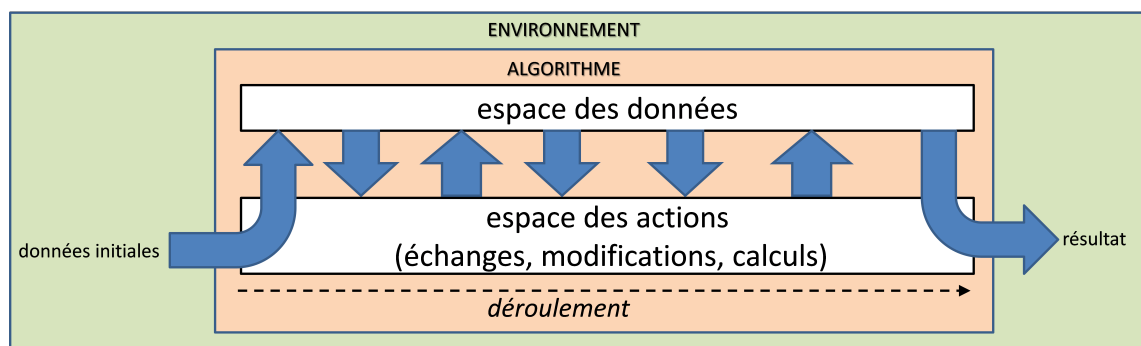 ENVIRONNEMENT
ALGORITHME
espace des données
espace des actions
(échanges, modifications, calculs)
données initiales
résultat
déroulement